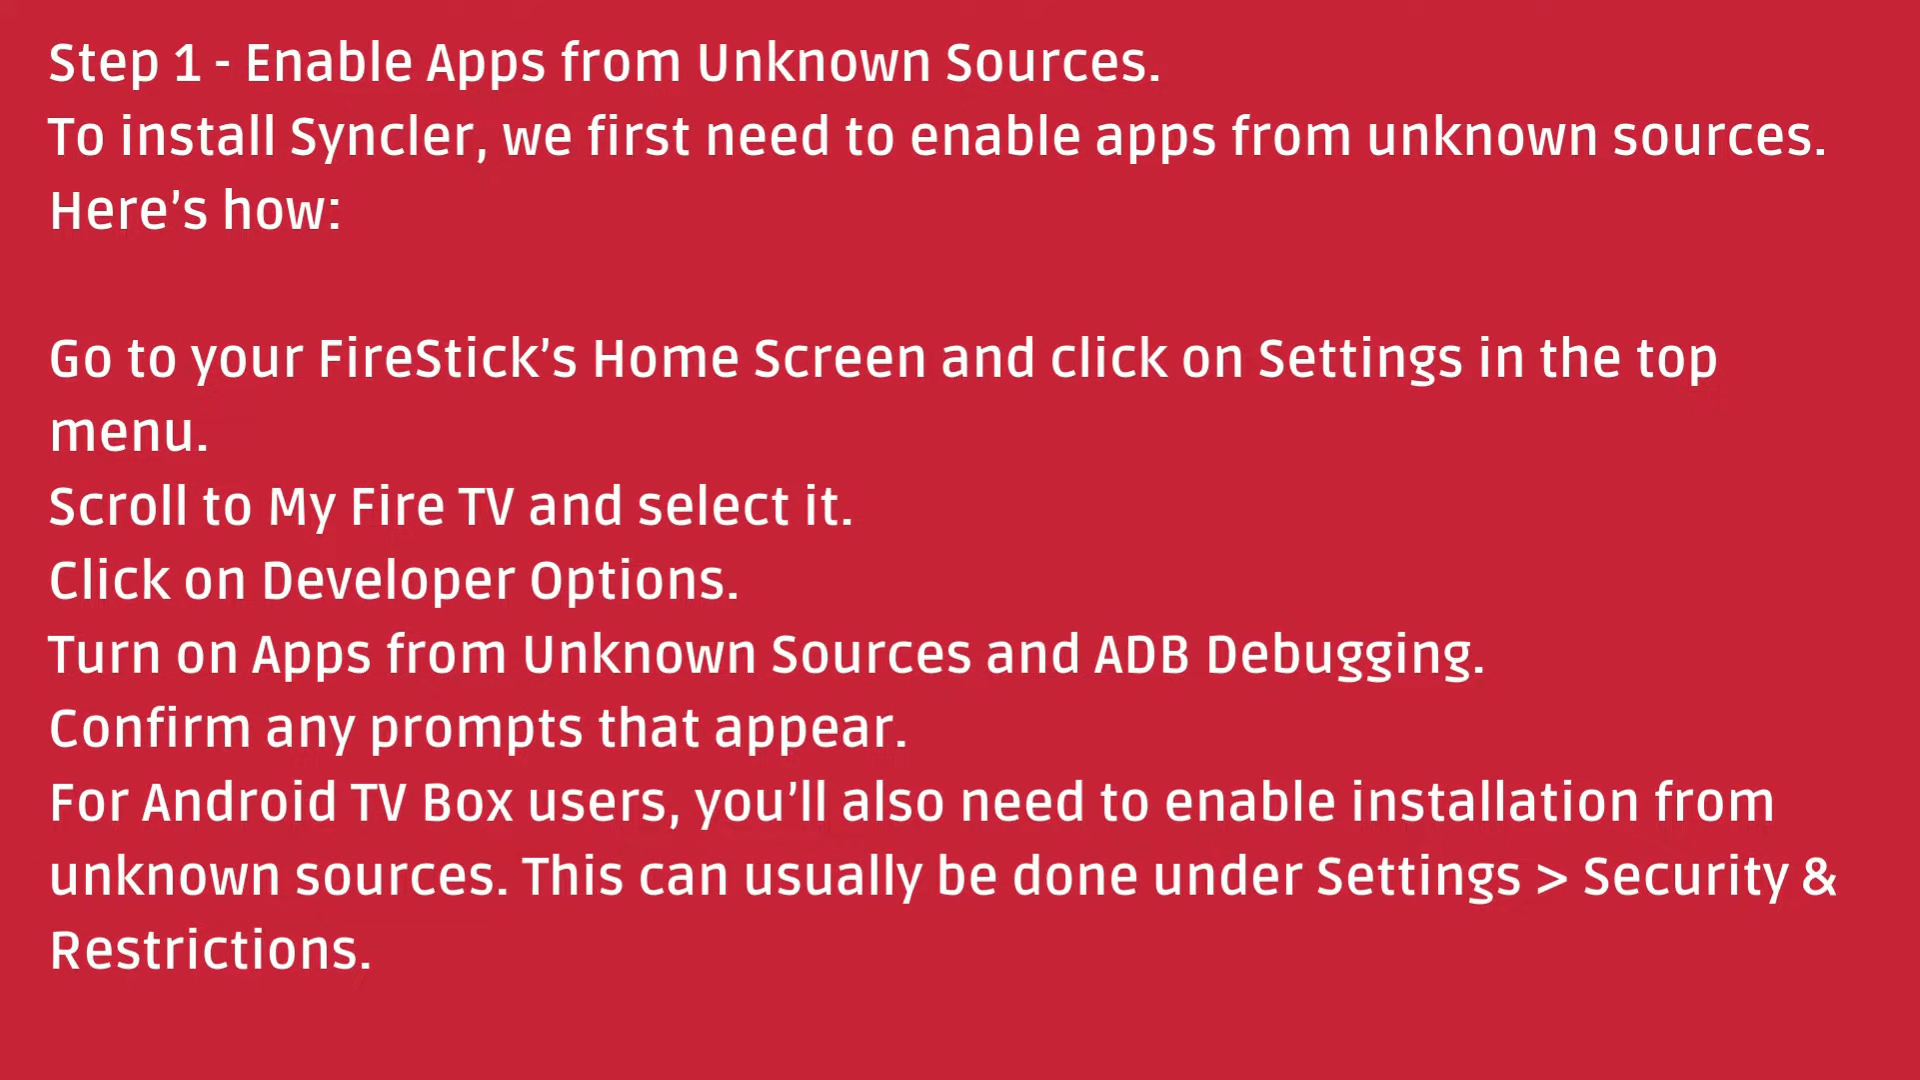 Step 1 - Enable Apps from Unknown Sources.
To install Syncler, we first need to enable apps from unknown sources.
Here’s how:
Go to your FireStick’s Home Screen and click on Settings in the top
menu.
Scroll to My Fire TV and select it.
Click on Developer Options.
Turn on Apps from Unknown Sources and ADB Debugging.
Confirm any prompts that appear.
For Android TV Box users, you’ll also need to enable installation from
unknown sources. This can usually be done under Settings > Security &
Restrictions.